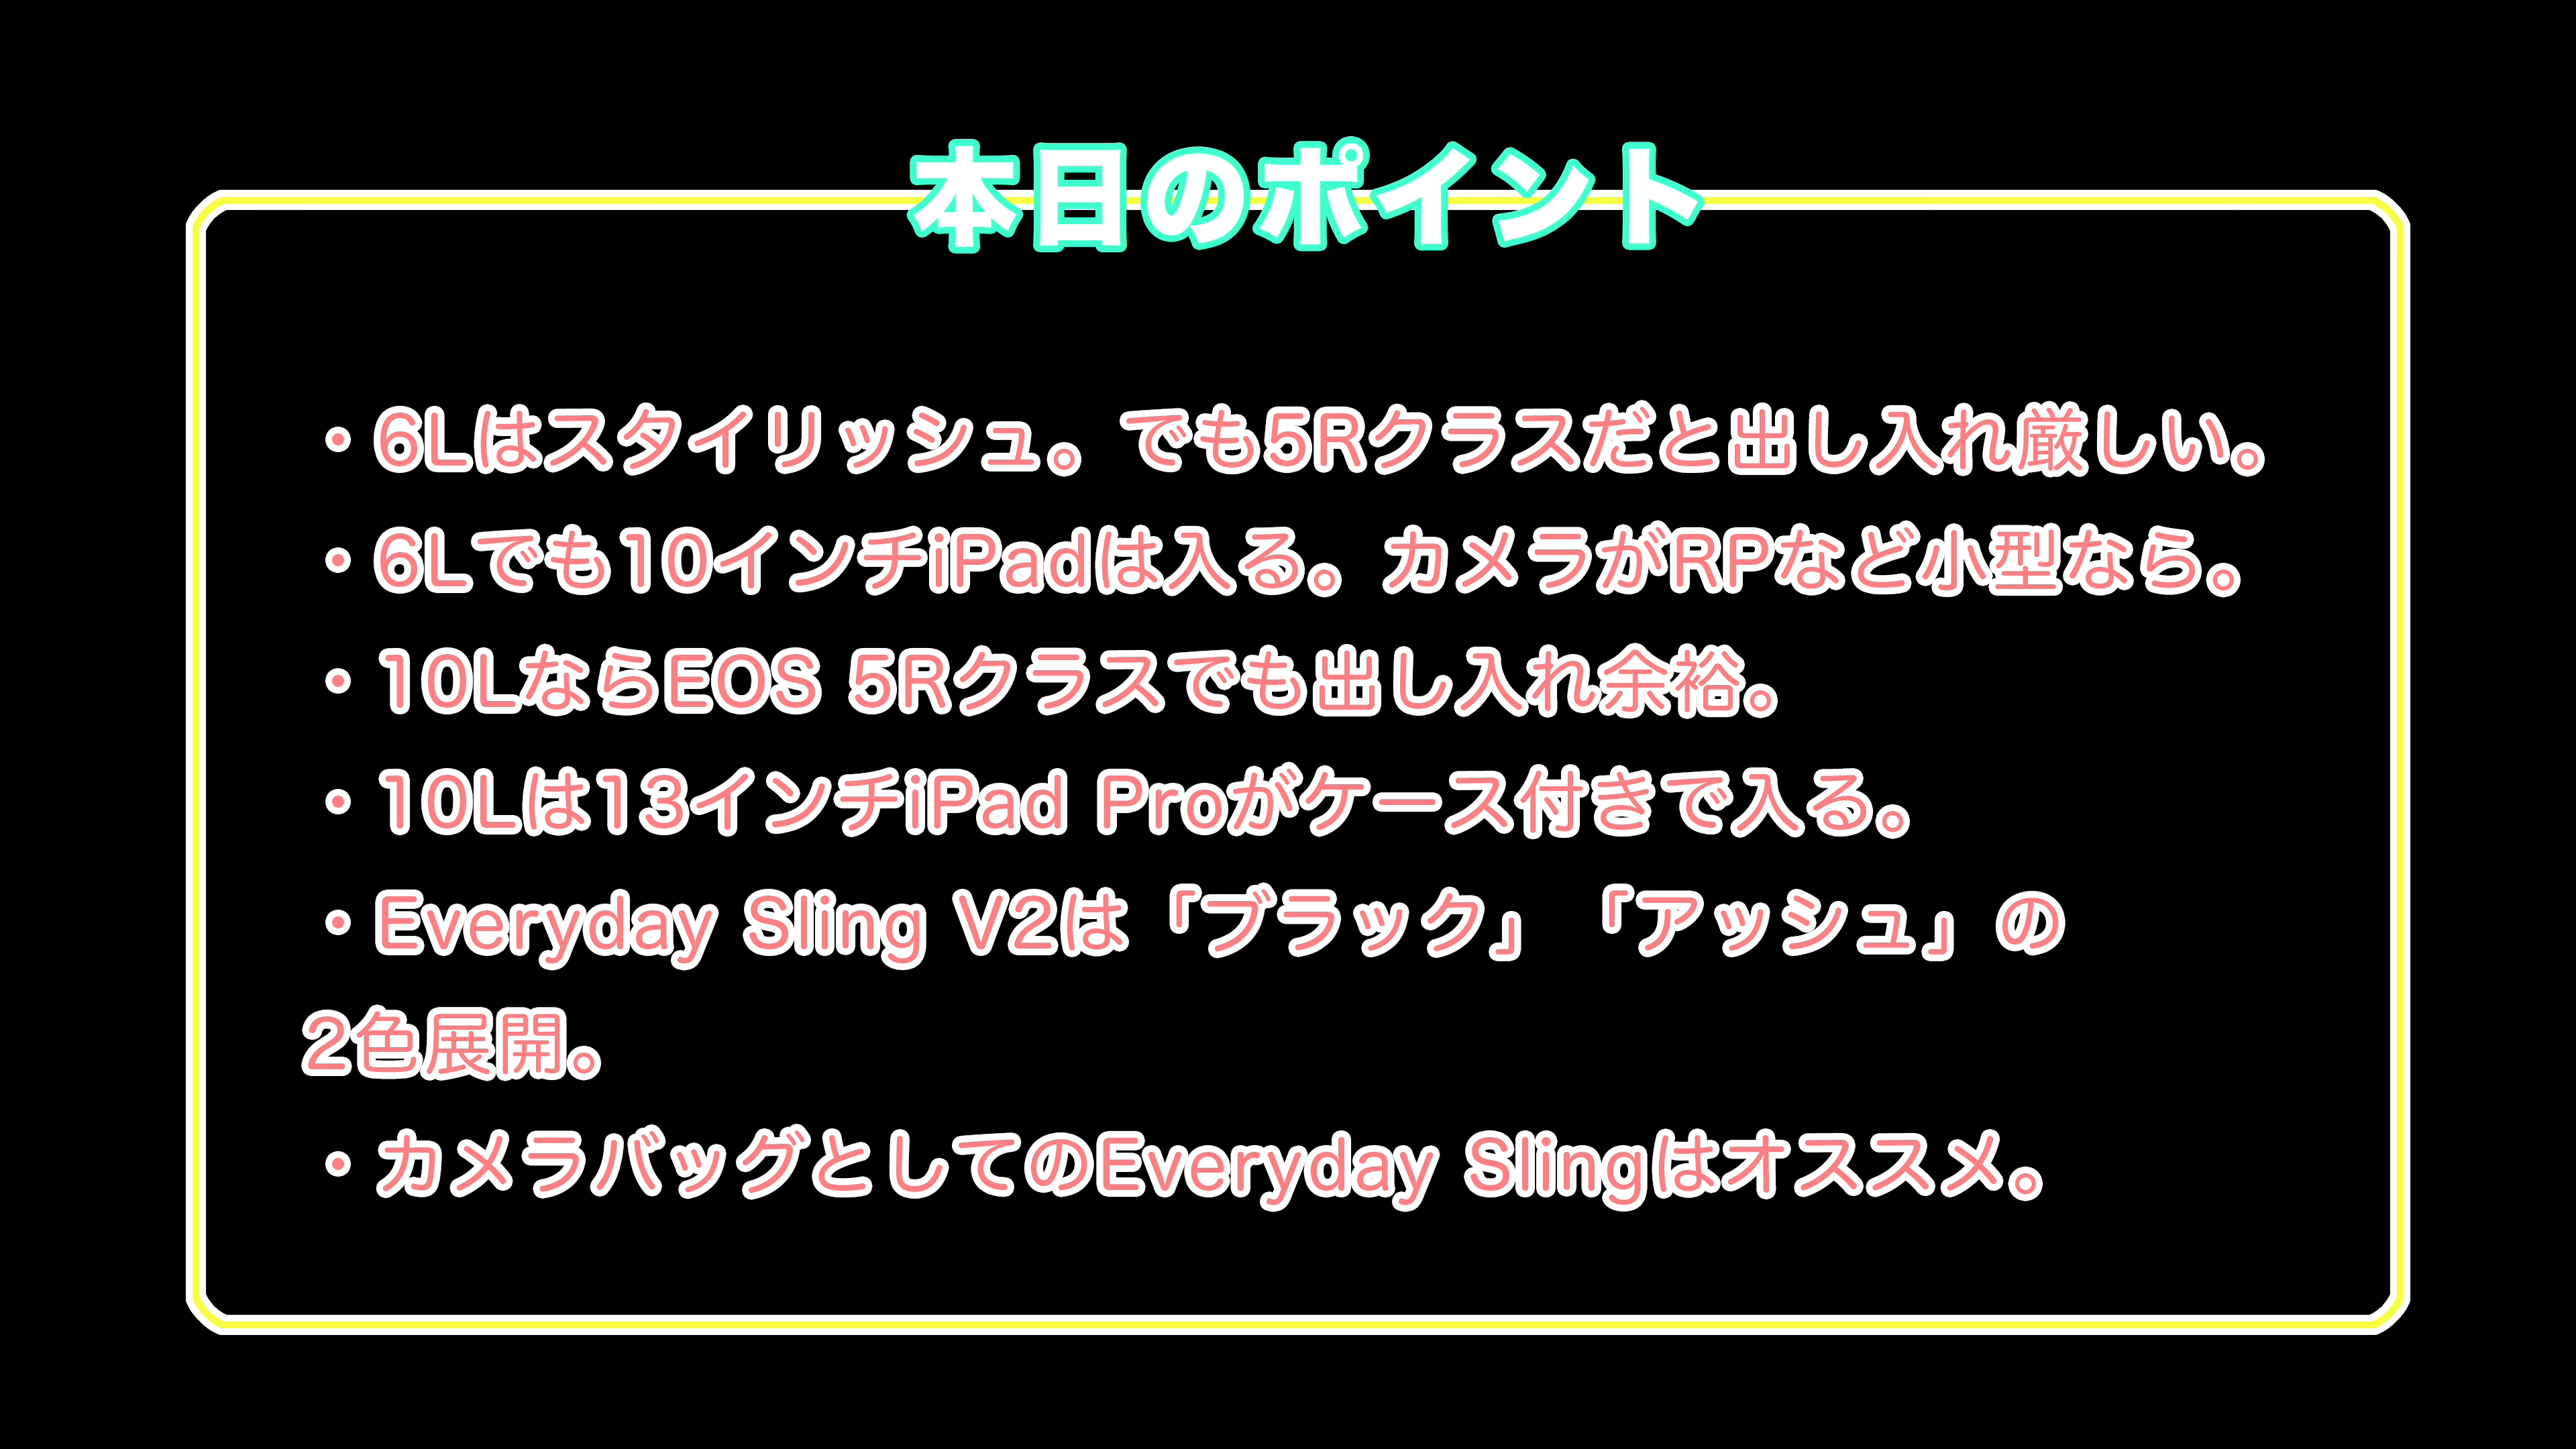 本日のポイント
・6Lはスタイリッシュ。でも5Rクラスだと出し入れ厳しい。
・6Lでも10インチiPadは入る。カメラがRPなど小型なら。
・10LならEOS 5Rクラスでも出し入れ余裕。
・10Lは13インチiPad Proがケース付きで入る。
・Everyday Sling V2は「ブラック」「アッシュ」の
2色展開。
・カメラバッグとしてのEveryday Slingはオススメ。